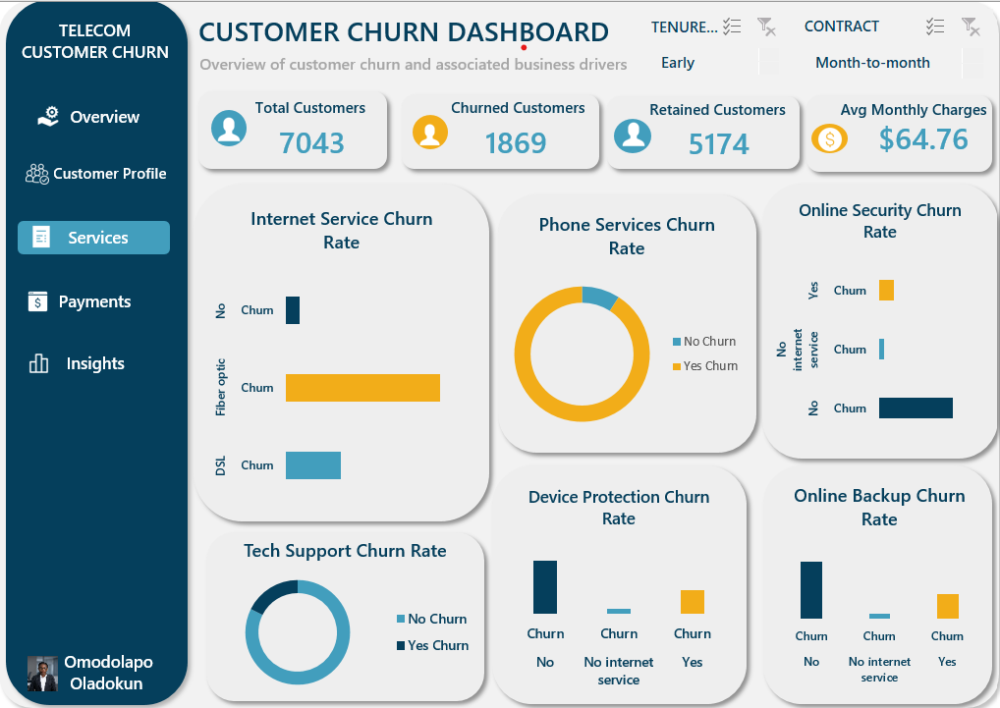 TELECOM
CUSTOMER CHURN
Overview
Customer Profile
Services
$
Payments
Insights
Omodolapo
Oladokun
CUSTOMER CHURN DASHBOARD
Overview of customer churn and associated business drivers
TENURE...
Early
CONTRACT
Month-to-month
Total Customers
7043
Churned Customers
1869
Retained Customers
5174
Avg Monthly Charges
$
$64.76
Internet Service Churn
Rate
No
Churn
Fiber optic
Churn
DSL
Churn
Phone Services Churn
Rate
No Churn
Yes Churn
Online Security Churn
Rate
Yes
Churn
No
internet
service
Churn
No
Churn
Tech Support Churn Rate
No Churn
Yes Churn
Device Protection Churn
Rate
Churn
Churn
Churn
No
No internet
service
Yes
Online Backup Churn
Rate
Churn
Churn
Churn
No
No internet
service
Yes